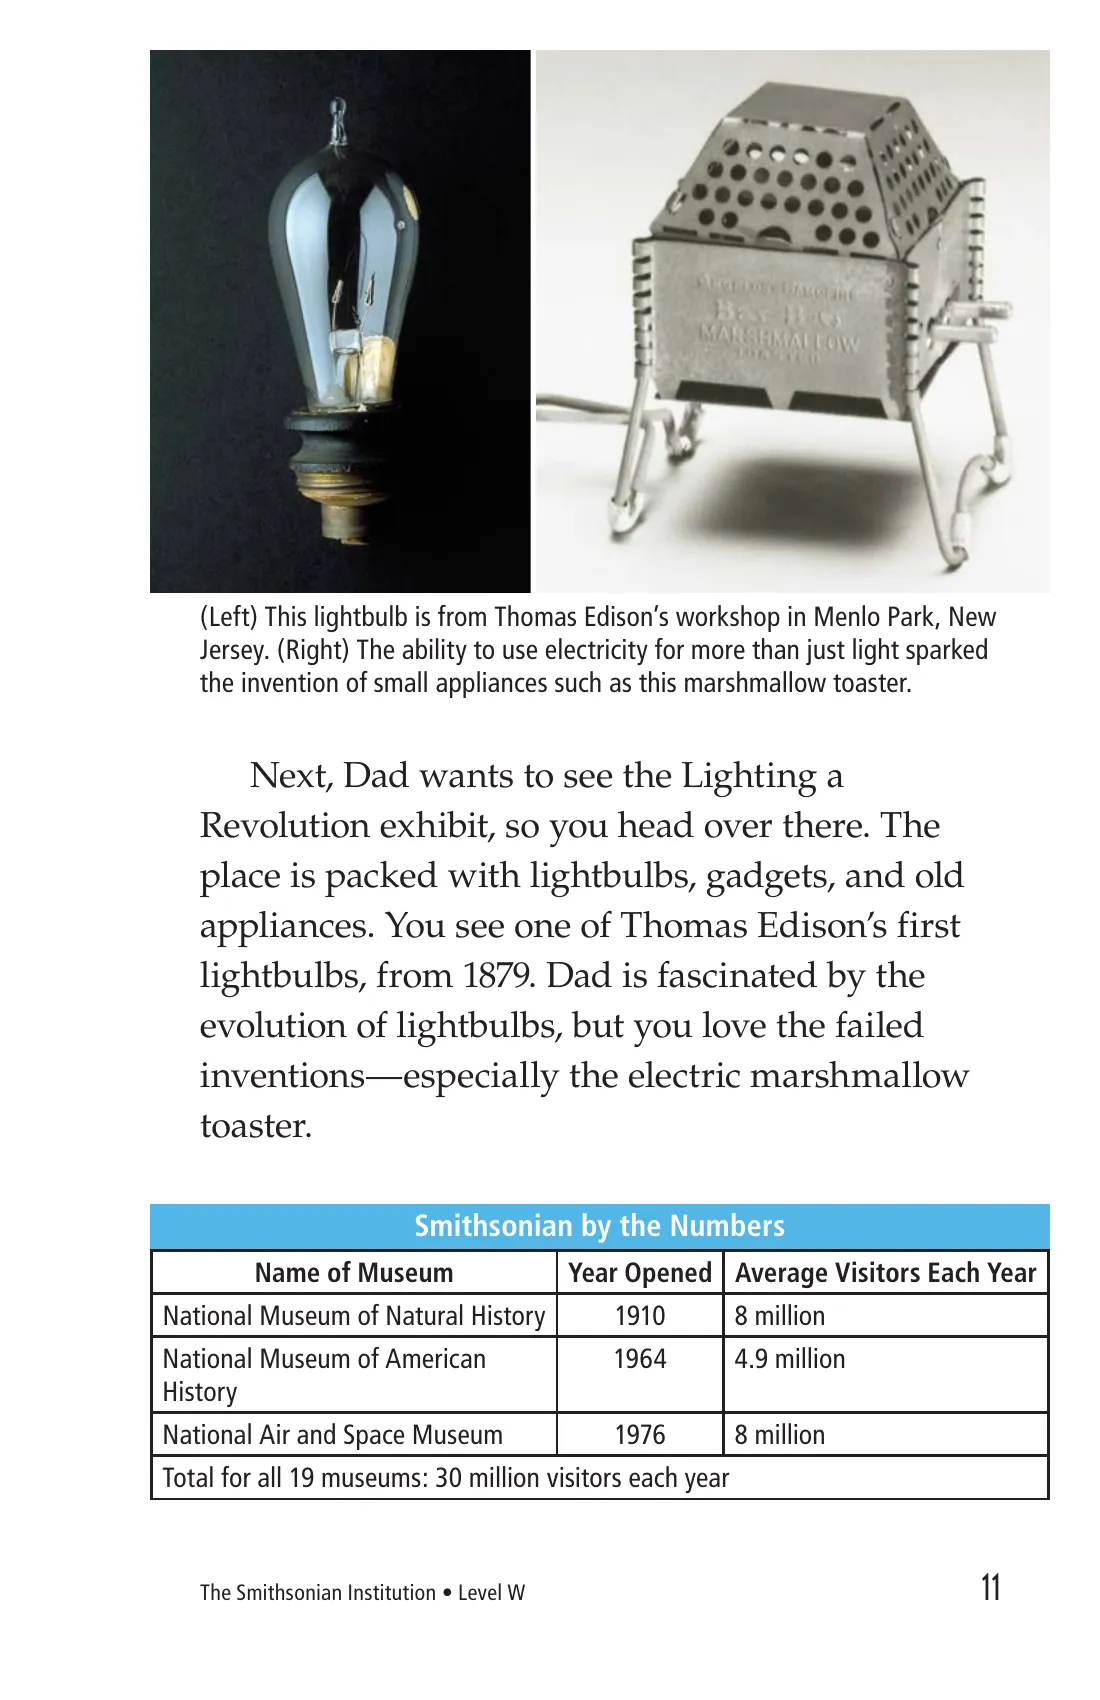 MARSHMALLOW
(Left) This lightbulb is from Thomas Edison’s workshop in Menlo Park, New
Jersey. (Right) The ability to use electricity for more than just light sparked
the invention of small appliances such as this marshmallow toaster.
Next, Dad wants to see the Lighting a
Revolution exhibit, so you head over there. The
place is packed with lightbulbs, gadgets, and old
appliances. You see one of Thomas Edison’s first
lightbulbs, from 1879. Dad is fascinated by the
evolution of lightbulbs, but you love the failed
inventions—especially the electric marshmallow
toaster.
Smithsonian by the Numbers
Name of Museum Year Opened Average Visitors Each Year
National Museum of Natural History 1910 8 million
National Museum of American 1964 4.9 million
History
National Air and Space Museum 1976 8 million
Total for all 19 museums: 30 million visitors each year
The Smithsonian Institution • Level W 11